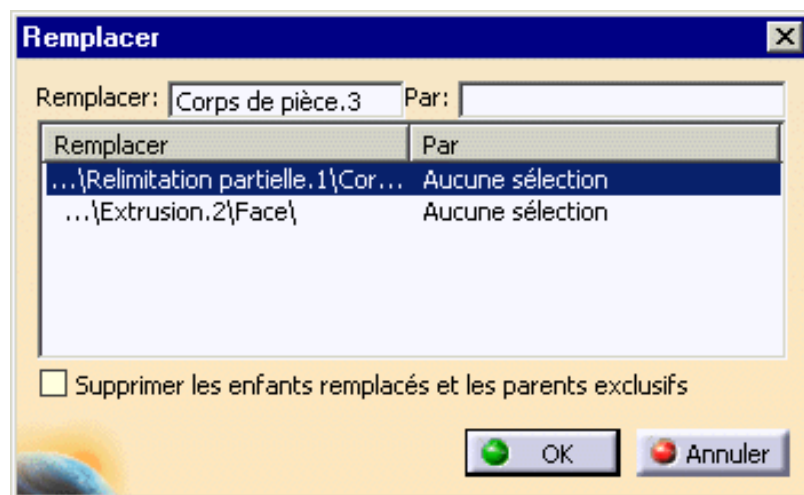 Remplacer
Remplacer: Corps de pièce.3 Par:
Remplacer Par
...\Relimitation partielle.1\Cor... Aucune sélection
...\Extrusion.2\Face\ Aucune sélection
Supprimer les enfants remplacés et les parents exclusifs
OK Annuler